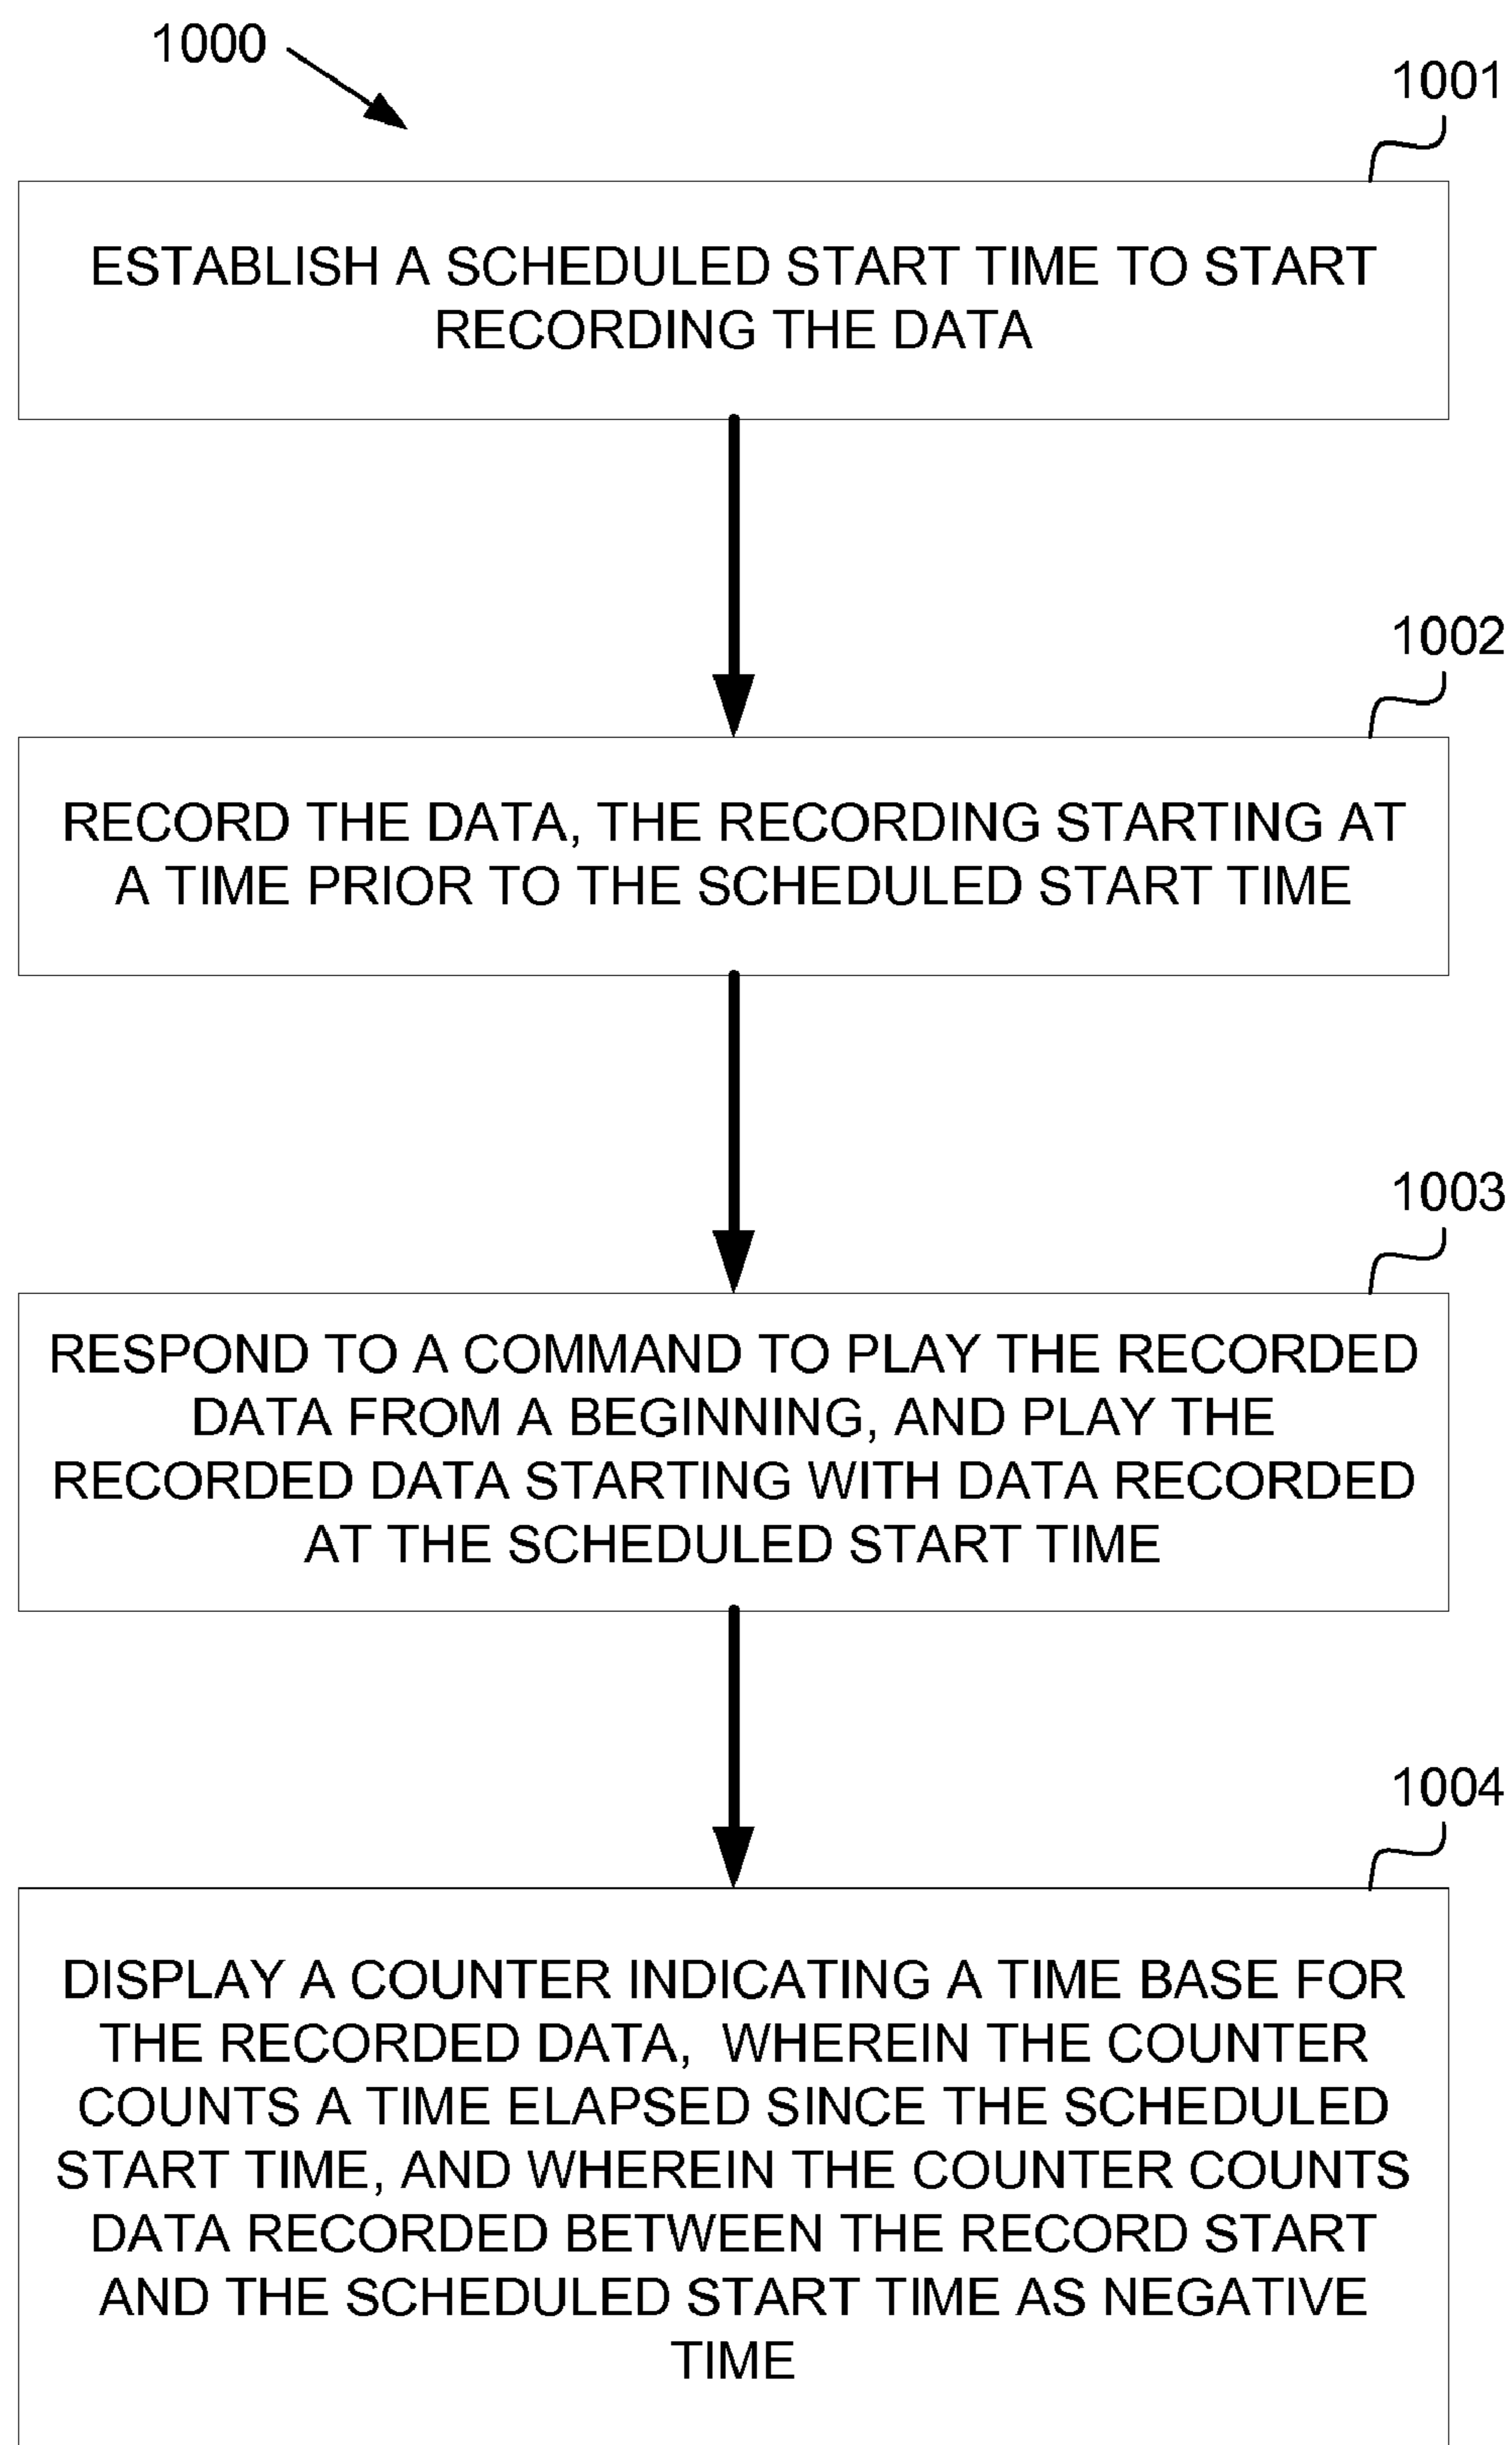 1000
1001
ESTABLISH A SCHEDULED START TIME TO START
RECORDING THE DATA
1002
RECORD THE DATA, THE RECORDING STARTING AT
A TIME PRIOR TO THE SCHEDULED START TIME
1003
RESPOND TO A COMMAND TO PLAY THE RECORDED
DATA FROM A BEGINNING, AND PLAY THE
RECORDED DATA STARTING WITH DATA RECORDED
AT THE SCHEDULED START TIME
1004
DISPLAY A COUNTER INDICATING A TIME BASE FOR
THE RECORDED DATA, WHEREIN THE COUNTER
COUNTS A TIME ELAPSED SINCE THE SCHEDULED
START TIME, AND WHEREIN THE COUNTER COUNTS
DATA RECORDED BETWEEN THE RECORD START
AND THE SCHEDULED START TIME AS NEGATIVE
TIME